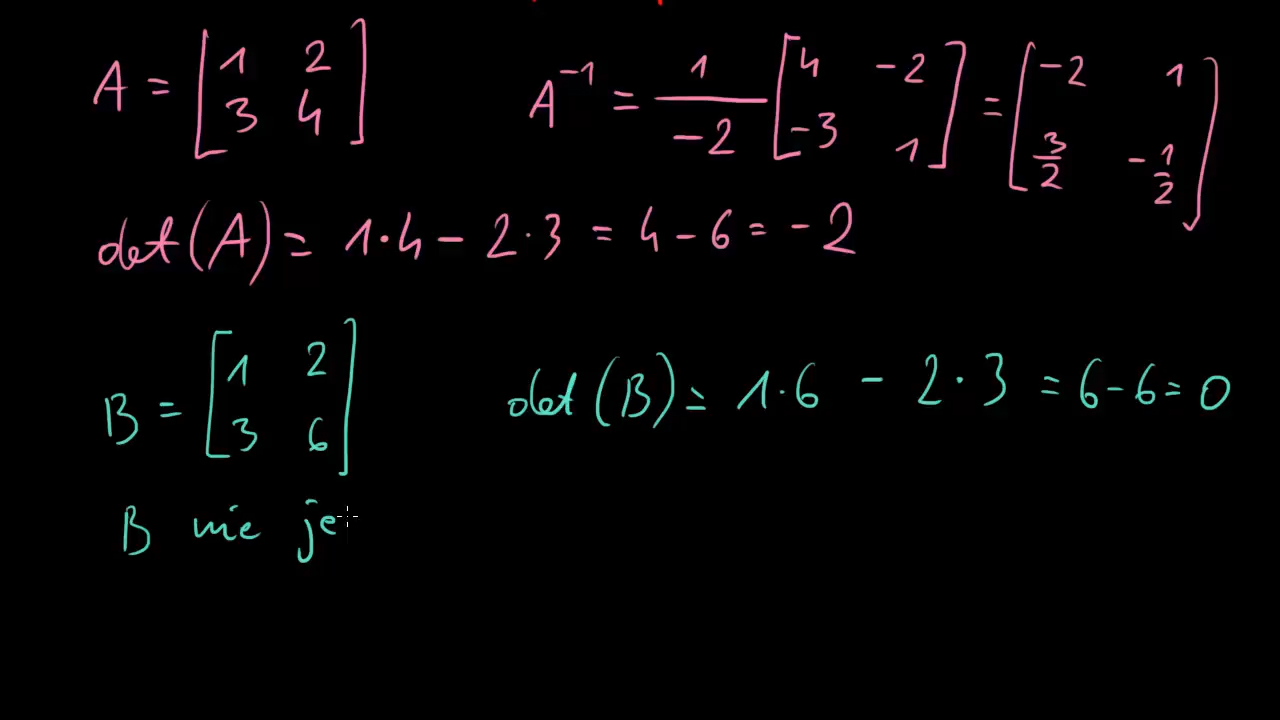 A = [1 2; 3 4]   A⁻¹ = 1/-2 [4 -2; -3 1] = [-2 1; 3/2 -1/2]
det(A) = 1·4 - 2·3 = 4 - 6 = -2
B = [1 2; 3 6]   det(B) = 1·6 - 2·3 = 6 - 6 = 0
B nie je